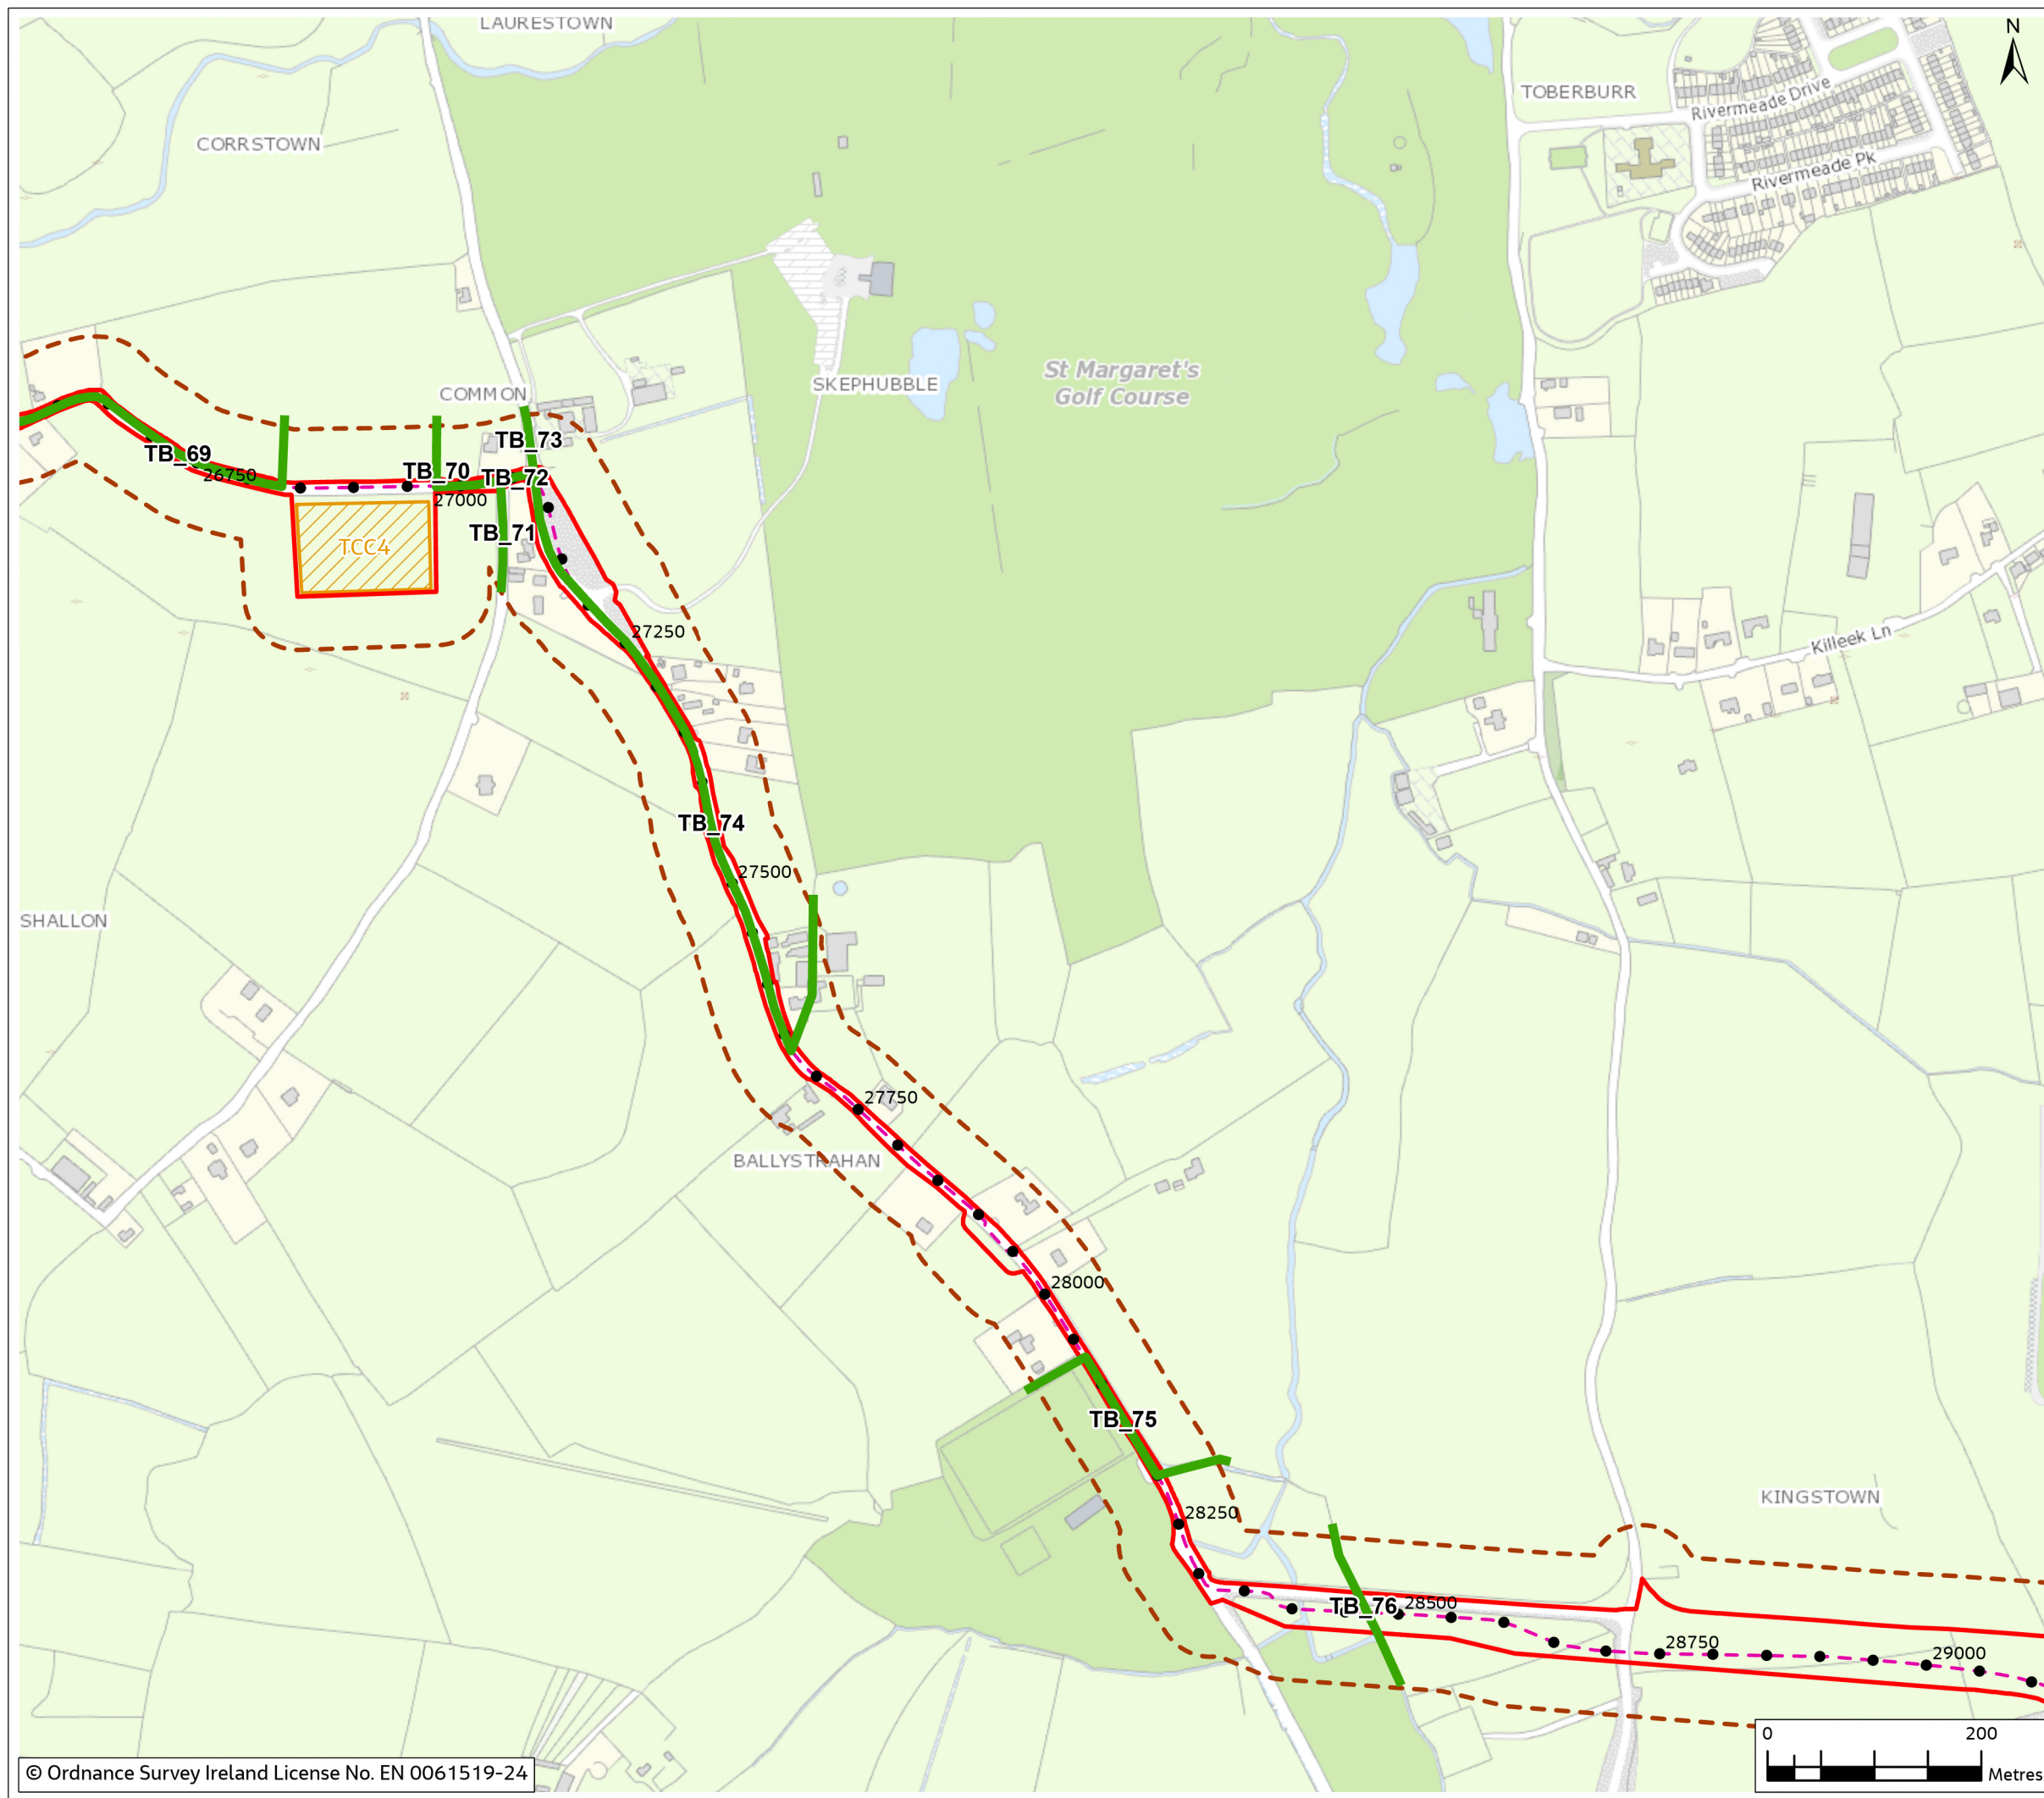 LAURESTOWN
N
TOBERBURR
Rivermeade Drive
CORRSTOWN
Rivermeade Pk
St Margaret's
Golf Course
SKEPHUBBLE
COMMON
TB_73
TB_69
26750
TB_70
TB_72
27000
TB_71
TCC4
27250
Killeek Ln
TB_74
27500
SHALLON
27750
BALLYSTRAHAN
28000
TB_75
KINGSTOWN
28250
TB_76
28500
28750
29000
0 200
Metres
© Ordnance Survey Ireland License No. EN 0061519-24